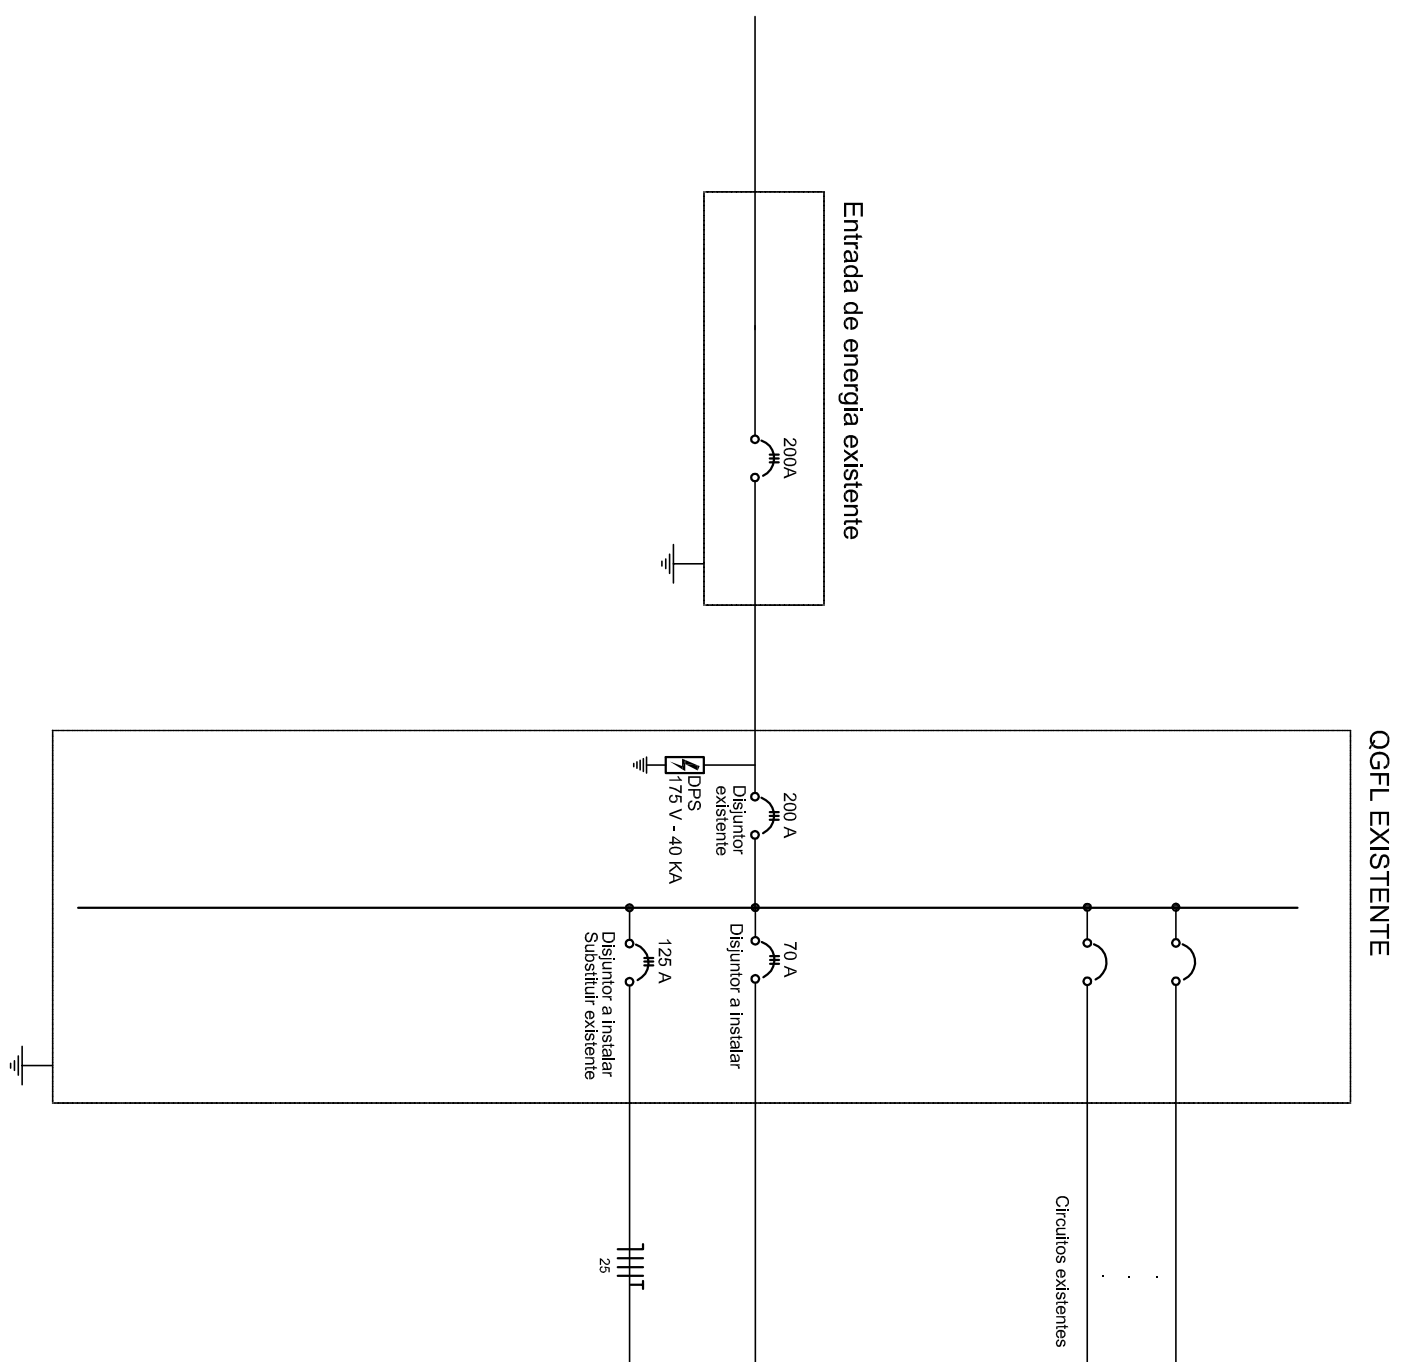 Entrada de energia existente
200A
QGFL EXISTENTE
200 A
Disjuntor
existente
DPS
175 V - 40 KA
70 A
Disjuntor a instalar
125 A
Disjuntor a instalar
Substituir existente
Circuitos existentes
. . .
25